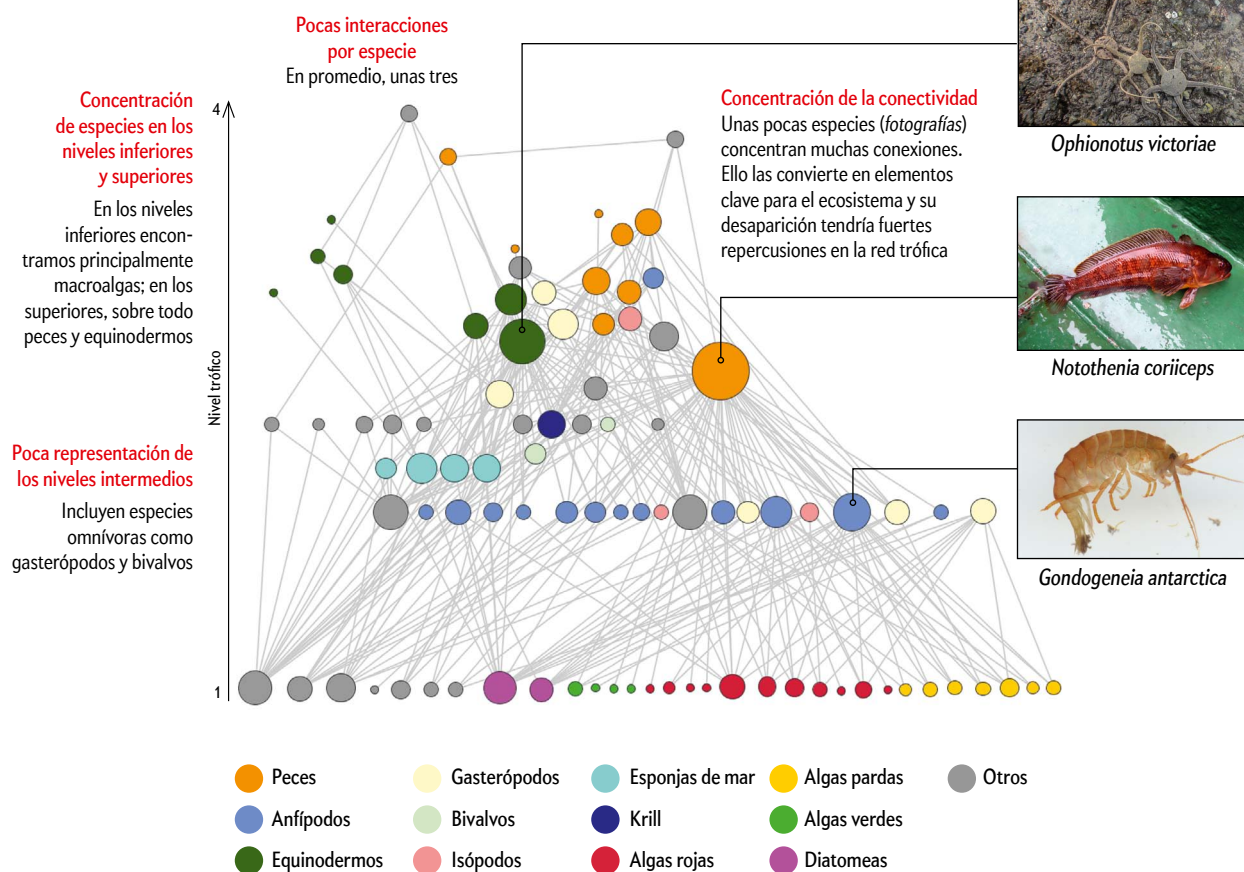 Pocas interacciones
por especie
En promedio, unas tres
Concentración
de especies en los
niveles inferiores
y superiores
En los niveles
inferiores encon-
tramos principalmente
macroalgas; en los
superiores, sobre todo
peces y equinodermos
Poca representación de
los niveles intermedios
Incluyen especies
omnívoras como
gasterópodos y bivalvos
4
Nivel trófico
1
Concentración de la conectividad
Unas pocas especies (fotografías)
concentran muchas conexiones.
Ello las convierte en elementos
clave para el ecosistema y su
desaparición tendría fuertes
repercusiones en la red trófica
Ophionotus victoriae
Notothenia coriiceps
Gondogeneia antarctica
Peces
Gasterópodos
Esponjas de mar
Algas pardas
Otros
Anfípodos
Bivalvos
Krill
Algas verdes
Equinodermos
Isópodos
Algas rojas
Diatomeas